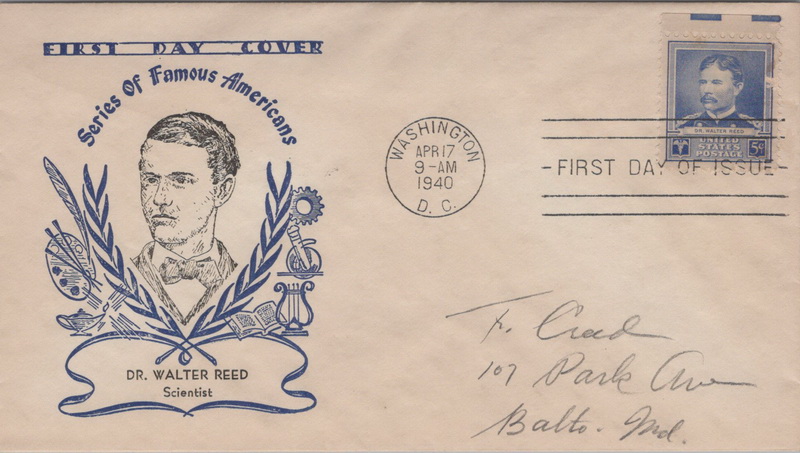 FIRST DAY COVER
Series Of Famous Americans
DR. WALTER REED
Scientist
WASHINGTON
APR 17
9-AM
1940
D. C.
FIRST DAY OF ISSUE
DR. WALTER REED
UNITED
STATES
POSTAGE
5¢
107 Park Ave
Balto. Md.